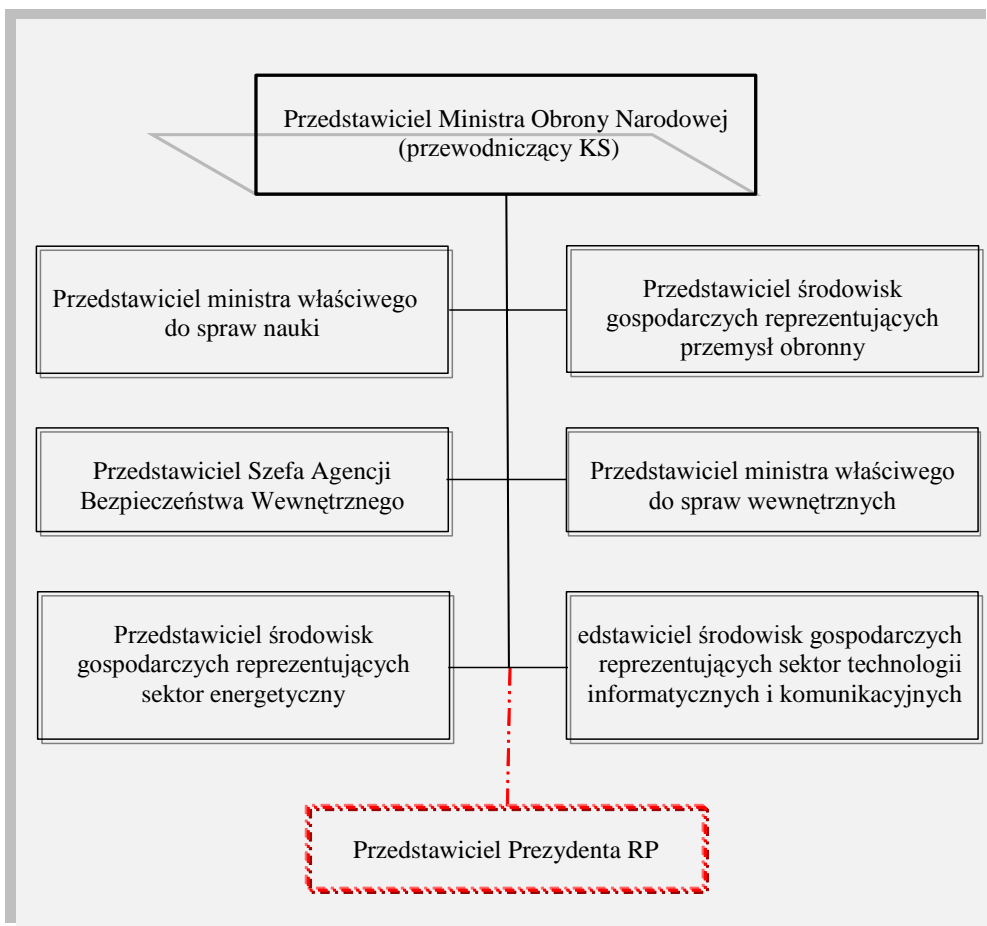 Przedstawiciel Ministra Obrony Narodowej
(przewodniczący KS)
Przedstawiciel ministra właściwego
do spraw nauki
Przedstawiciel środowisk
gospodarczych reprezentujących
przemysł obronny
Przedstawiciel Szefa Agencji
Bezpieczeństwa Wewnętrznego
Przedstawiciel ministra właściwego
do spraw wewnętrznych
Przedstawiciel środowisk
gospodarczych reprezentujących
sektor energetyczny
edstawiciel środowisk gospodarczych
reprezentujących sektor technologii
informatycznych i komunikacyjnych
Przedstawiciel Prezydenta RP